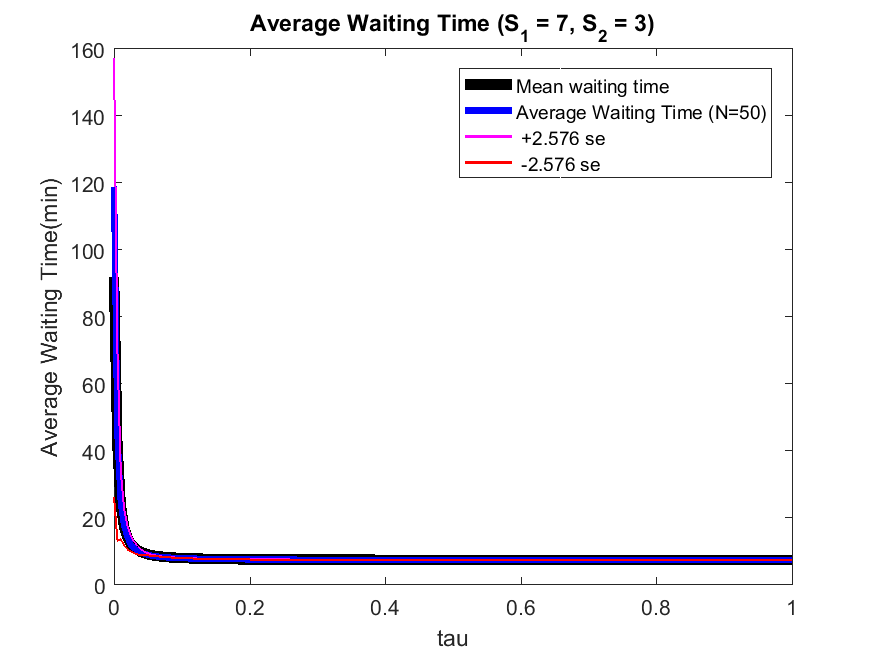 Average Waiting Time (S1 = 7, S2 = 3)
160
140
120
100
80
60
40
20
0
Average Waiting Time(min)
Mean waiting time
Average Waiting Time (N=50)
+2.576 se
-2.576 se
0 0.2 0.4 0.6 0.8 1
tau